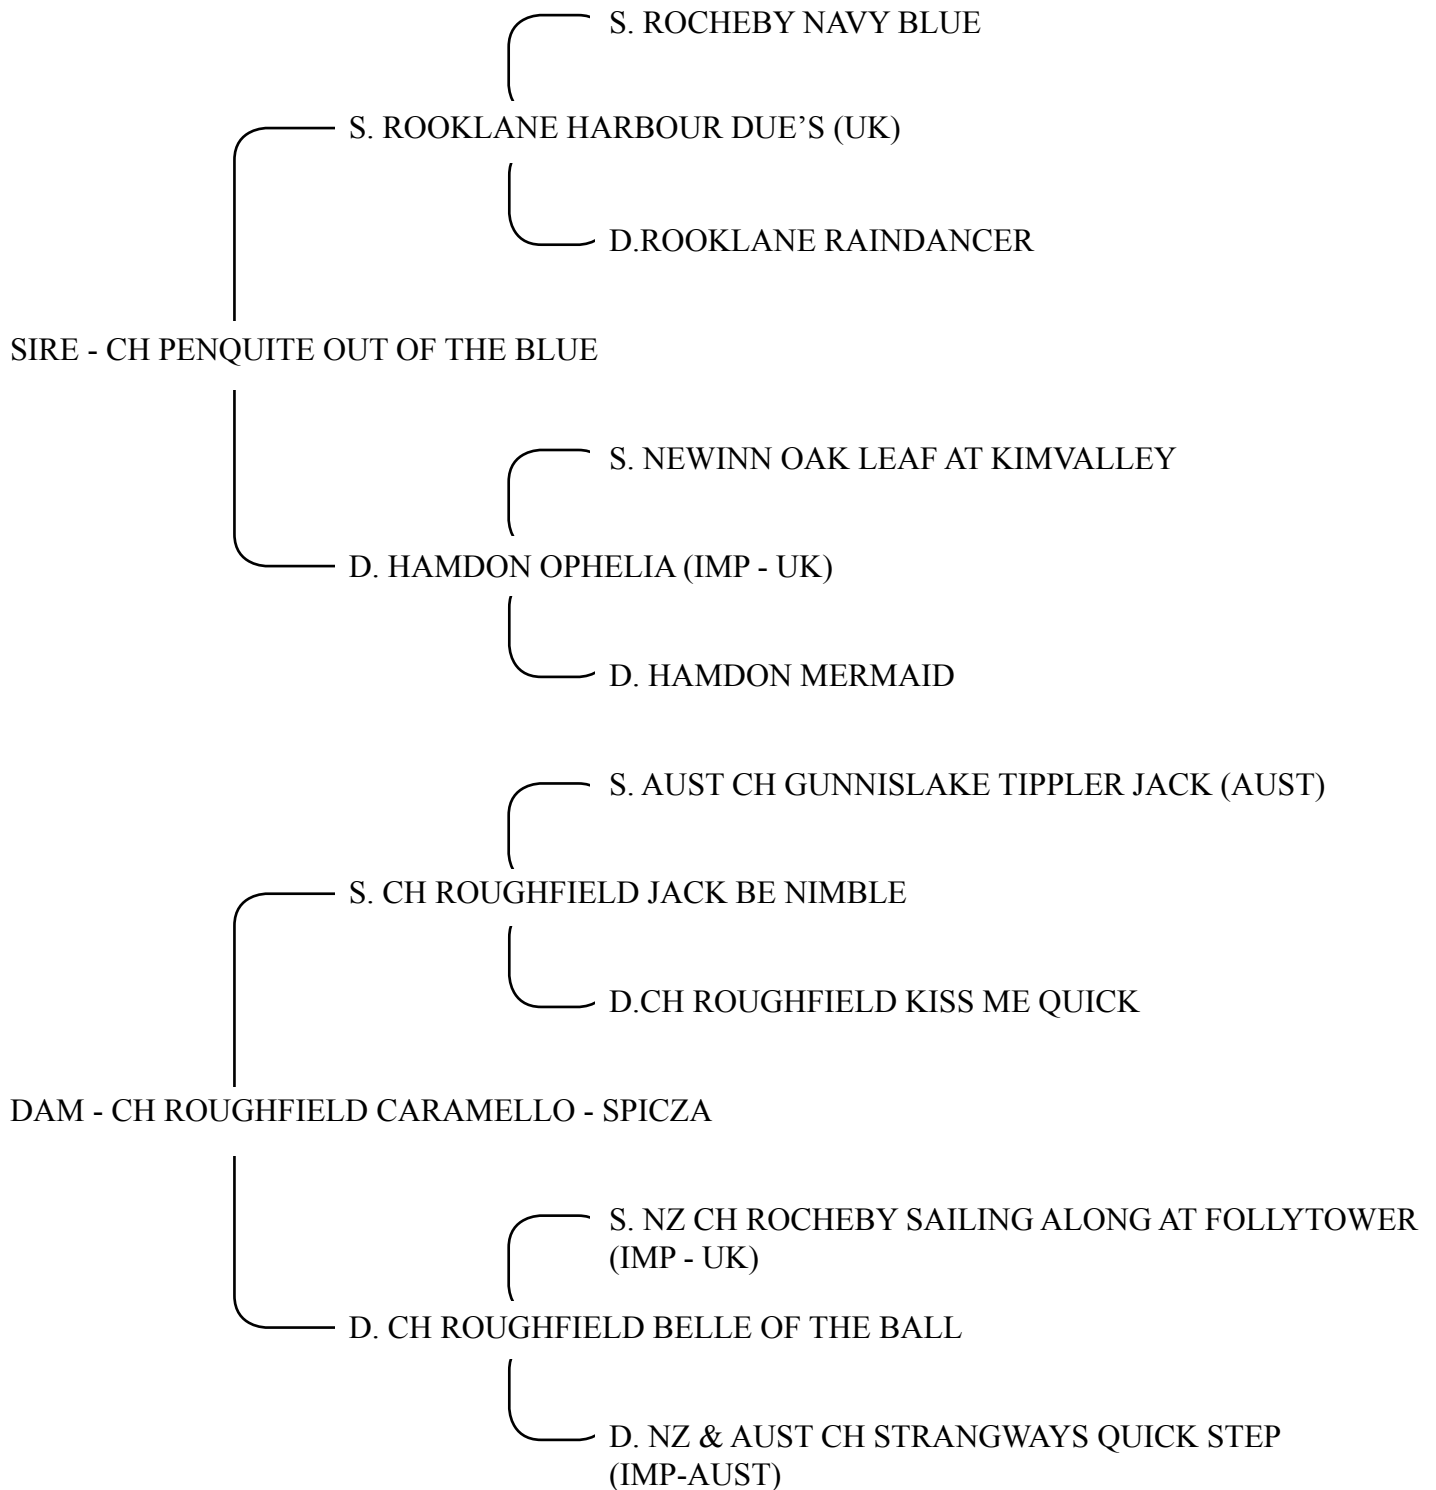 S. ROCHEBY NAVY BLUE
S. ROOKLANE HARBOUR DUE’S (UK)
D.ROOKLANE RAINDANCER
SIRE - CH PENQUITE OUT OF THE BLUE
S. NEWINN OAK LEAF AT KIMVALLEY
D. HAMDON OPHELIA (IMP - UK)
D. HAMDON MERMAID
S. AUST CH GUNNISLAKE TIPPLER JACK (AUST)
S. CH ROUGHFIELD JACK BE NIMBLE
D.CH ROUGHFIELD KISS ME QUICK
DAM - CH ROUGHFIELD CARAMELLO - SPICZA
S. NZ CH ROCHEBY SAILING ALONG AT FOLLYTOWER
(IMP - UK)
D. CH ROUGHFIELD BELLE OF THE BALL
D. NZ & AUST CH STRANGWAYS QUICK STEP
(IMP-AUST)